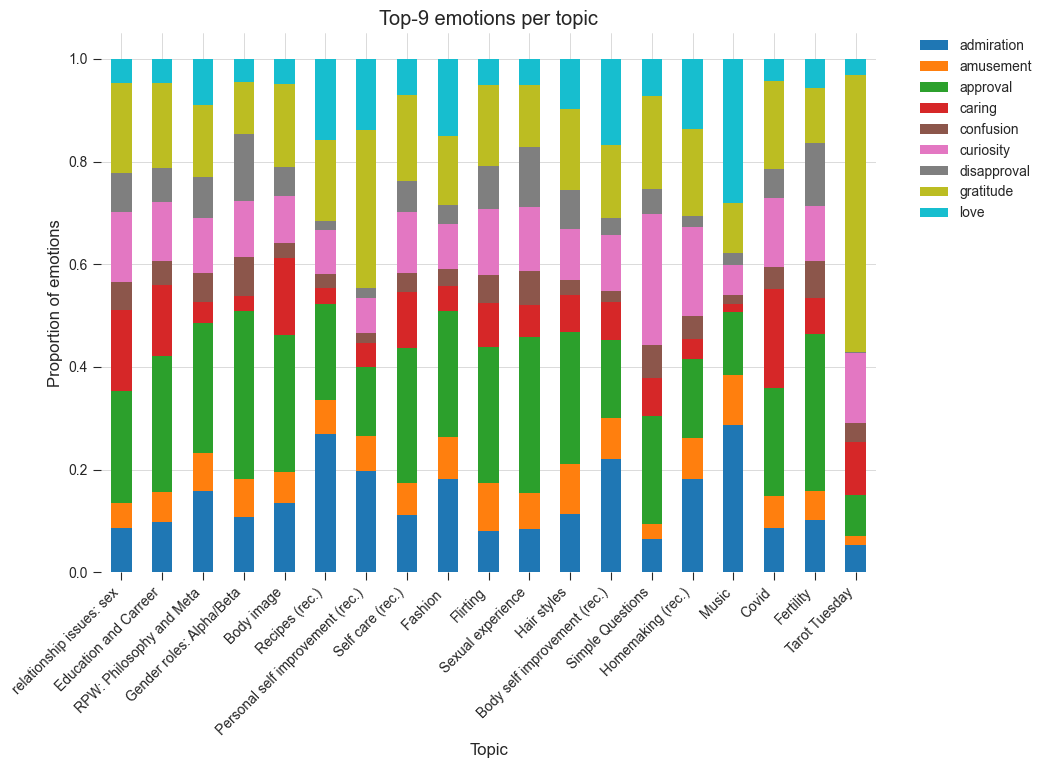 Top-9 emotions per topic
admiration
amusement
approval
caring
confusion
curiosity
disapproval
gratitude
love
Proportion of emotions
1.0
0.8
0.6
0.4
0.2
0.0
relationship issues: sex
Education and Carreer
RPW: Philosophy and Meta
Gender roles: Alpha/Beta
Body image
Recipes (rec.)
Personal self improvement (rec.)
Self care (rec.)
Fashion
Flirting
Sexual experience
Hair styles
Body self improvement (rec.)
Simple Questions
Homemaking (rec.)
Music
Covid
Fertility
Tarot Tuesday
Topic